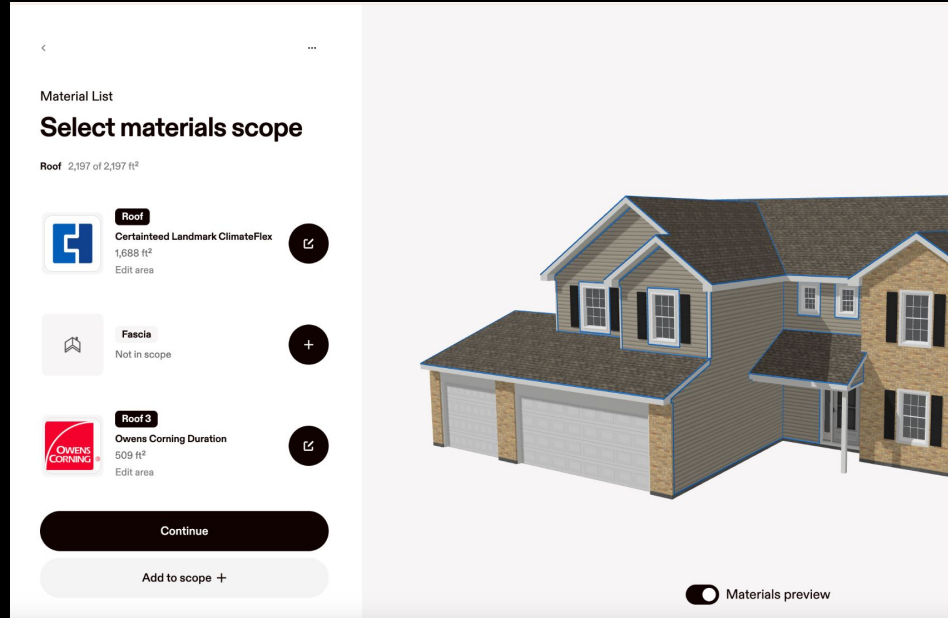 Material List
Select materials scope
Roof 2,197 of 2,197 ft²
Roof
Certainteed Landmark ClimateFlex
1,688 ft²
Edit area
Fascia
Not in scope
OWENS
CORNING
Roof 3
Owens Corning Duration
509 ft²
Edit area
Continue
Add to scope +
Materials preview